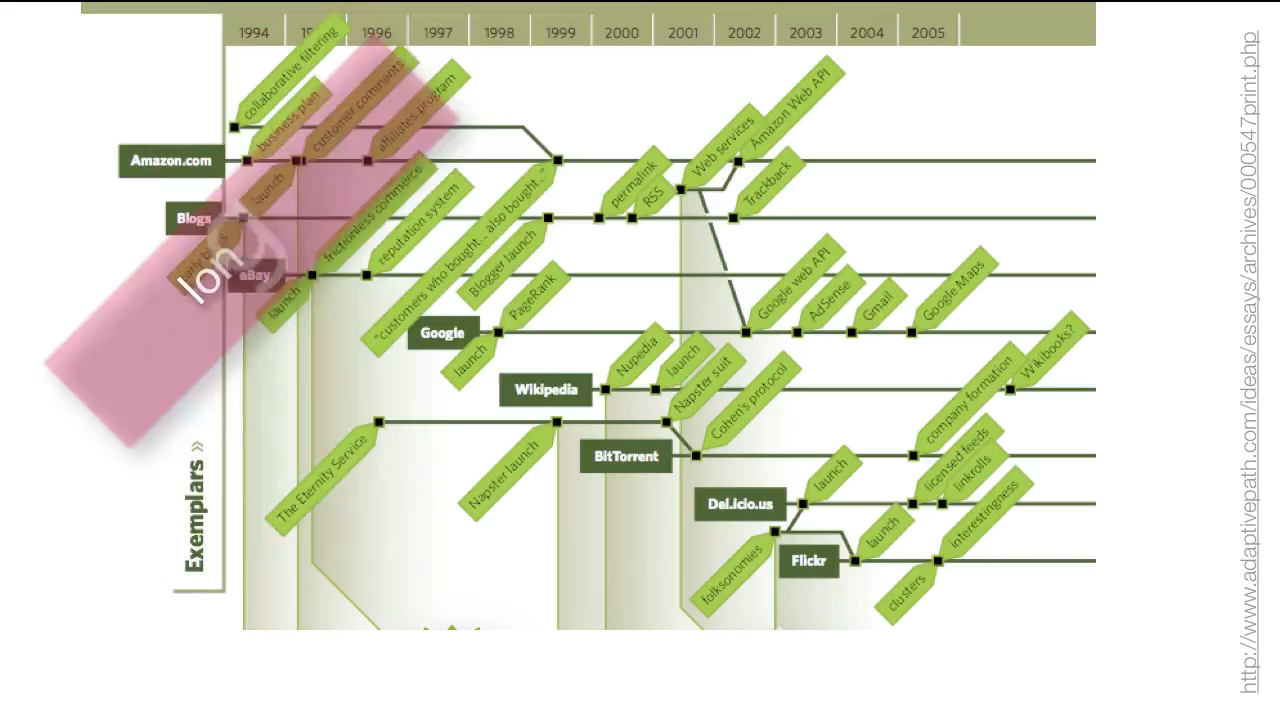 1994
1996
1997
1998
1999
2000
2001
2002
2003
2004
2005
collaborative filtering
business plan
customer comments
affiliates program
Amazon.com
launch
"customers who bought... also bought..."
Web services
Amazon Web API
Blogs
early blogs
Blogger launch
permalink
RSS
Trackback
eBay
launch
frictionless commerce
reputation system
Google
launch
PageRank
Google web API
AdSense
Gmail
Google Maps
Wikipedia
Nupedia
launch
Wikibooks?
The Eternity Service
Napster launch
Napster suit
BitTorrent
Cohen's protocol
company formation
Del.icio.us
launch
licensed feeds
linkrolls
folksonomies
Flickr
launch
clusters
interestingness
Exemplars »
long
http://www.adaptivepath.com/ideas/essays/archives/000547print.php